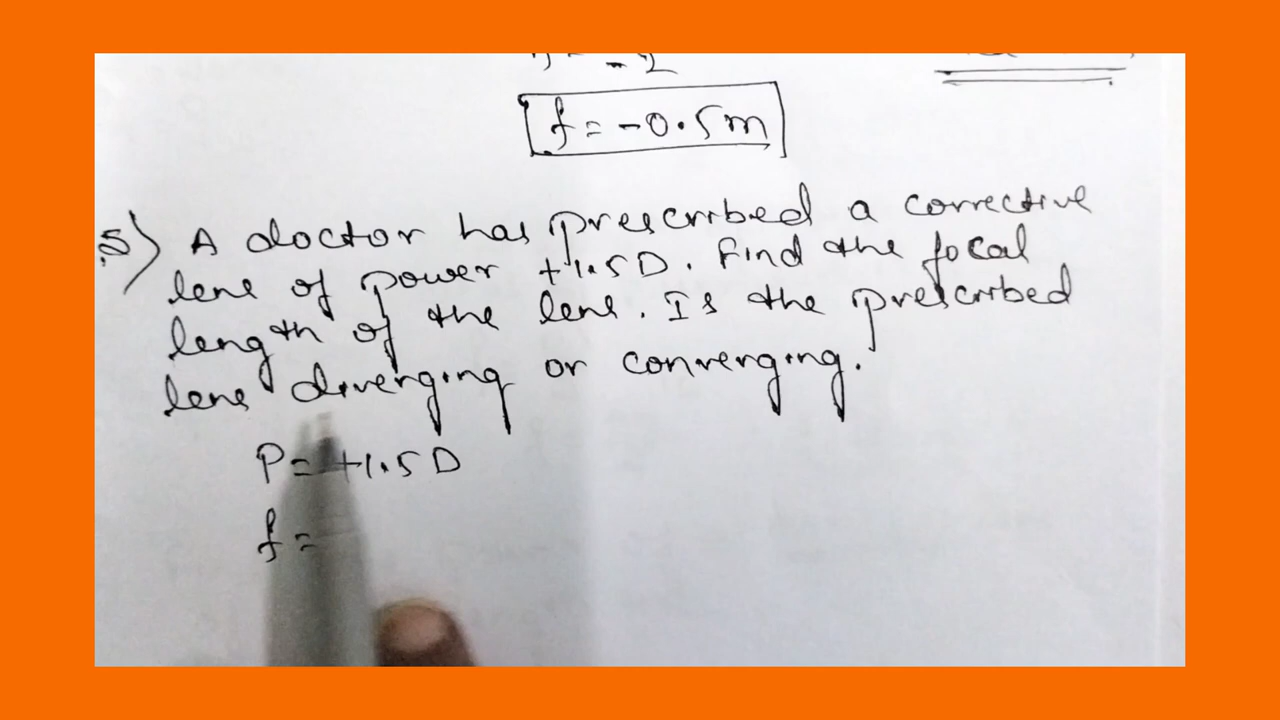 f = -0.5m
5) A doctor has prescribed a corrective
lens of power +1.5D. Find the focal
length of the lens. Is the prescribed
lens diverging or converging.
P = +1.5 D
f =